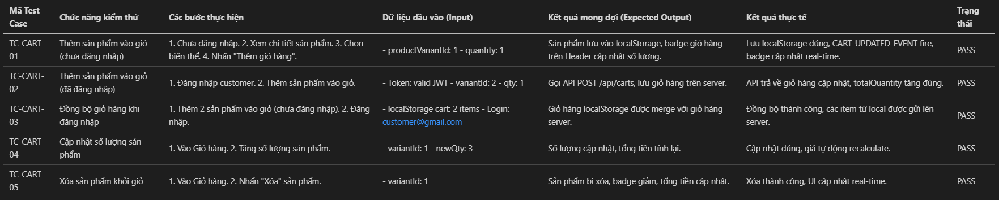 Mã Test Case	Chức năng kiểm thử	Các bước thực hiện	Dữ liệu đầu vào (Input)	Kết quả mong đợi (Expected Output)	Kết quả thực tế	Trạng thái
TC-CART-01	Thêm sản phẩm vào giỏ (chưa đăng nhập)	1. Chưa đăng nhập. 2. Xem chi tiết sản phẩm. 3. Chọn biến thể. 4. Nhấn "Thêm giỏ hàng".	- productVariantId: 1 - quantity: 1	Sản phẩm lưu vào localStorage, badge giỏ hàng trên Header cập nhật số lượng.	Lưu localStorage đúng, CART_UPDATED_EVENT fire, badge cập nhật real-time.	PASS
TC-CART-02	Thêm sản phẩm vào giỏ (đã đăng nhập)	1. Đăng nhập customer. 2. Thêm sản phẩm vào giỏ.	- Token: valid JWT - variantId: 2 - qty: 1	Gọi API POST /api/carts, lưu giỏ hàng trên server.	API trả về giỏ hàng cập nhật, totalQuantity tăng đúng.	PASS
TC-CART-03	Đồng bộ giỏ hàng khi đăng nhập	1. Thêm 2 sản phẩm vào giỏ (chưa đăng nhập). 2. Đăng nhập.	- localStorage cart: 2 items - Login: customer@gmail.com	Giỏ hàng localStorage được merge với giỏ hàng server.	Đồng bộ thành công, các item từ local được gửi lên server.	PASS
TC-CART-04	Cập nhật số lượng sản phẩm	1. Vào Giỏ hàng. 2. Tăng số lượng sản phẩm.	- variantId: 1 - newQty: 3	Số lượng cập nhật, tổng tiền tính lại.	Cập nhật đúng, giá tự động recalculate.	PASS
TC-CART-05	Xóa sản phẩm khỏi giỏ	1. Vào Giỏ hàng. 2. Nhấn "Xóa" sản phẩm.	- variantId: 1	Sản phẩm bị xóa, badge giảm, tổng tiền cập nhật.	Xóa thành công, UI cập nhật real-time.	PASS